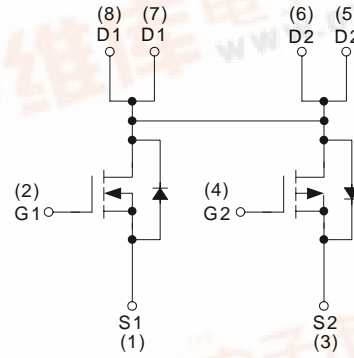 (8) (7) (6) (5)
D1 D1 D2 D2
(2) (4)
G1 G2
S1 S2
(1) (3)